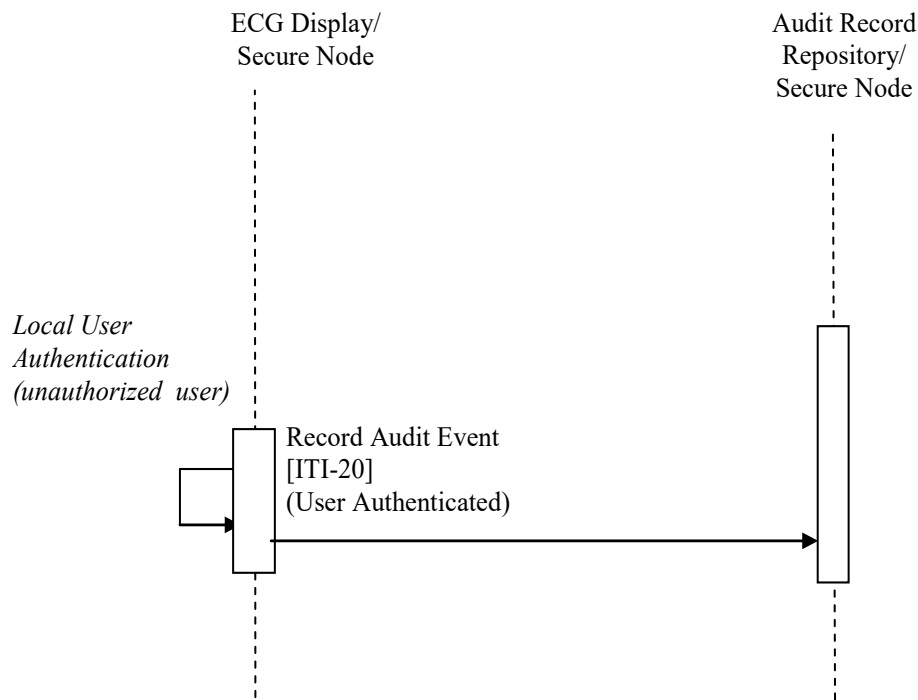 ECG Display/
Secure Node
Audit Record
Repository/
Secure Node
Local User
Authentication
(unauthorized user)
Record Audit Event
[ITI-20]
(User Authenticated)